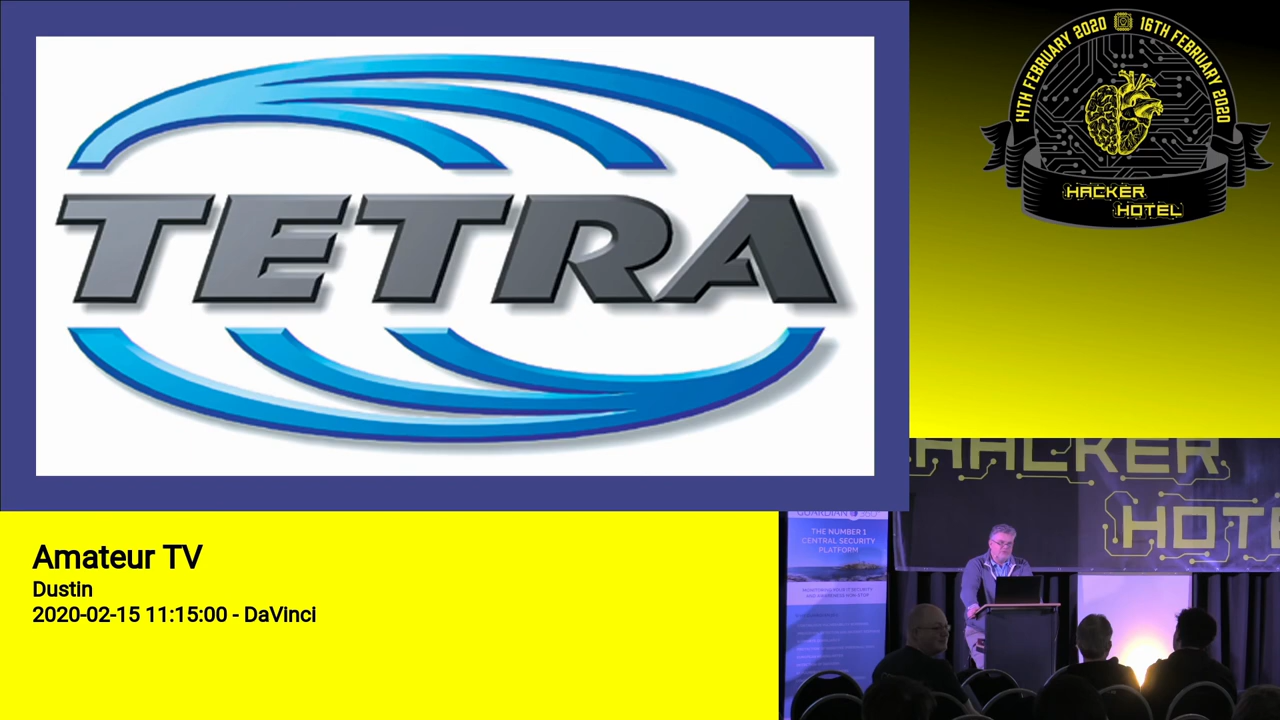 TETRA
14TH FEBRUARY 2020 16TH FEBRUARY 2020
HACKER
HOTEL
Amateur TV
Dustin
2020-02-15 11:15:00 - DaVinci
HACKER
THE NUMBER 1
CENTRAL SECURITY
PLATFORM